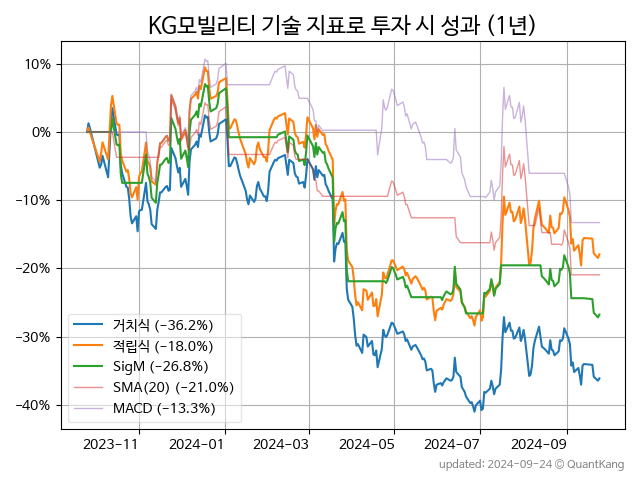 KG모빌리티 기술 지표로 투자 시 성과 (1년)
10%
0%
−10%
−20%
−30%
−40%
거치식 (−36.2%)
적립식 (−18.0%)
SigM (−26.8%)
SMA(20) (−21.0%)
MACD (−13.3%)
2023-11 2024-01 2024-03 2024-05 2024-07 2024-09
updated: 2024-09-24 © QuantKang